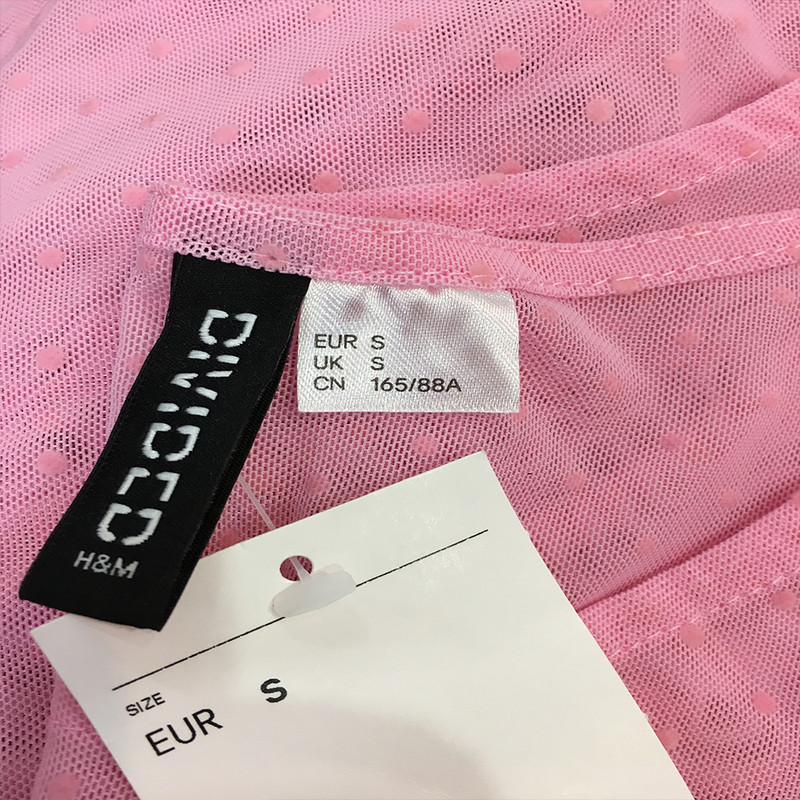 DIVIDED
H&M
EUR S
UK S
CN 165/88A
SIZE
EUR S